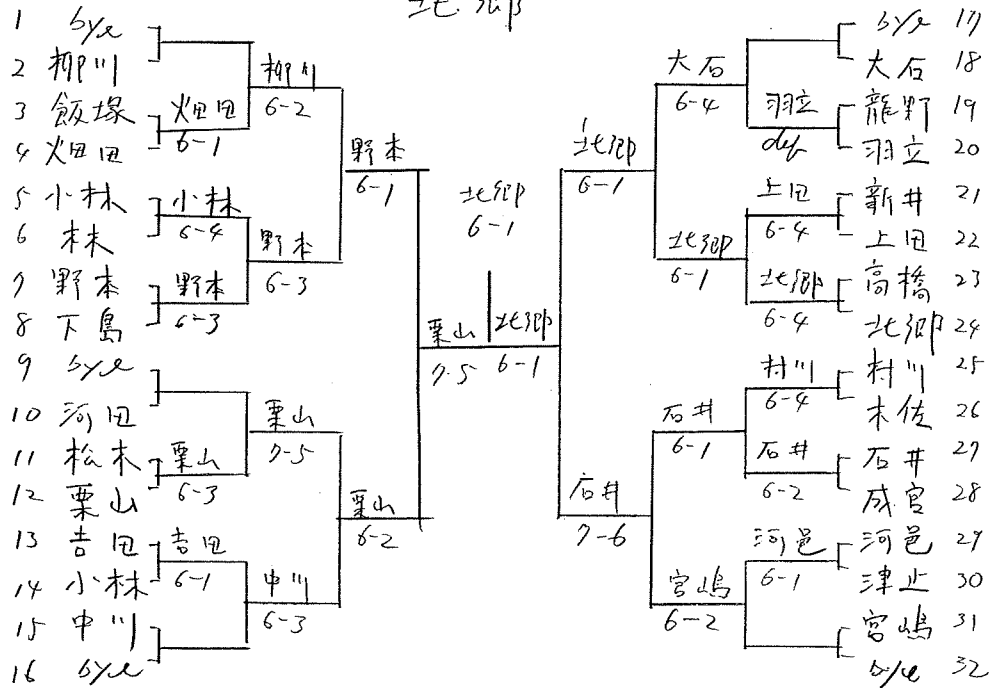 北郷
1 bye
2 柳川
3 飯塚
4 畑田
5 小林
6 林
7 野本
8 下島
9 bye
10 河田
11 松木
12 栗山
13 吉田
14 小林
15 中川
16 bye
畑田
6-1
小林
6-4
野本
6-3
栗山
6-3
吉田
6-1
柳川
6-2
野本
6-3
栗山
7-5
中川
6-3
野本
6-1
栗山
6-2
栗山
7-5
北郷
6-1
北郷
6-1
北郷
6-1
石井
7-6
大石
6-4
北郷
6-1
石井
6-1
宮嶋
6-2
羽立
def
上田
6-4
北郷
6-4
村川
6-4
石井
6-2
河邑
6-1
bye 17
大石 18
龍野 19
羽立 20
新井 21
上田 22
高橋 23
北郷 24
村川 25
木佐 26
石井 27
成宮 28
河邑 29
津止 30
宮嶋 31
bye 32